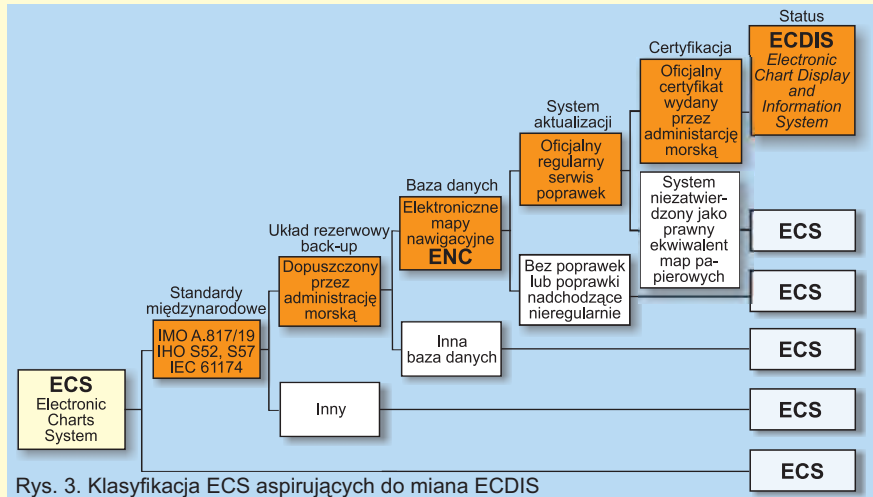 Status
ECDIS
Electronic
Chart Display
and
Information
System
Certyfikacja
Oficjalny
certyfikat
wydany
przez
administarcję
morską
System
aktualizacji
Oficjalny
regularny
serwis
poprawek
System
niezatwier-
dzony jako
prawny
ekwiwalent
map pa-
pierowych
ECS
Baza danych
Elektroniczne
mapy
nawigacyjne
ENC
Bez poprawek
lub poprawki
nadchodzące
nieregularnie
ECS
Układ rezerwowy
back-up
Dopuszczony
przez
administrację
morską
Inna
baza danych
ECS
Standardy
międzynarodowe
IMO A.817/19
IHO S52, S57
IEC 61174
Inny
ECS
ECS
Electronic
Charts
System
ECS
Rys. 3. Klasyfikacja ECS aspirujących do miana ECDIS